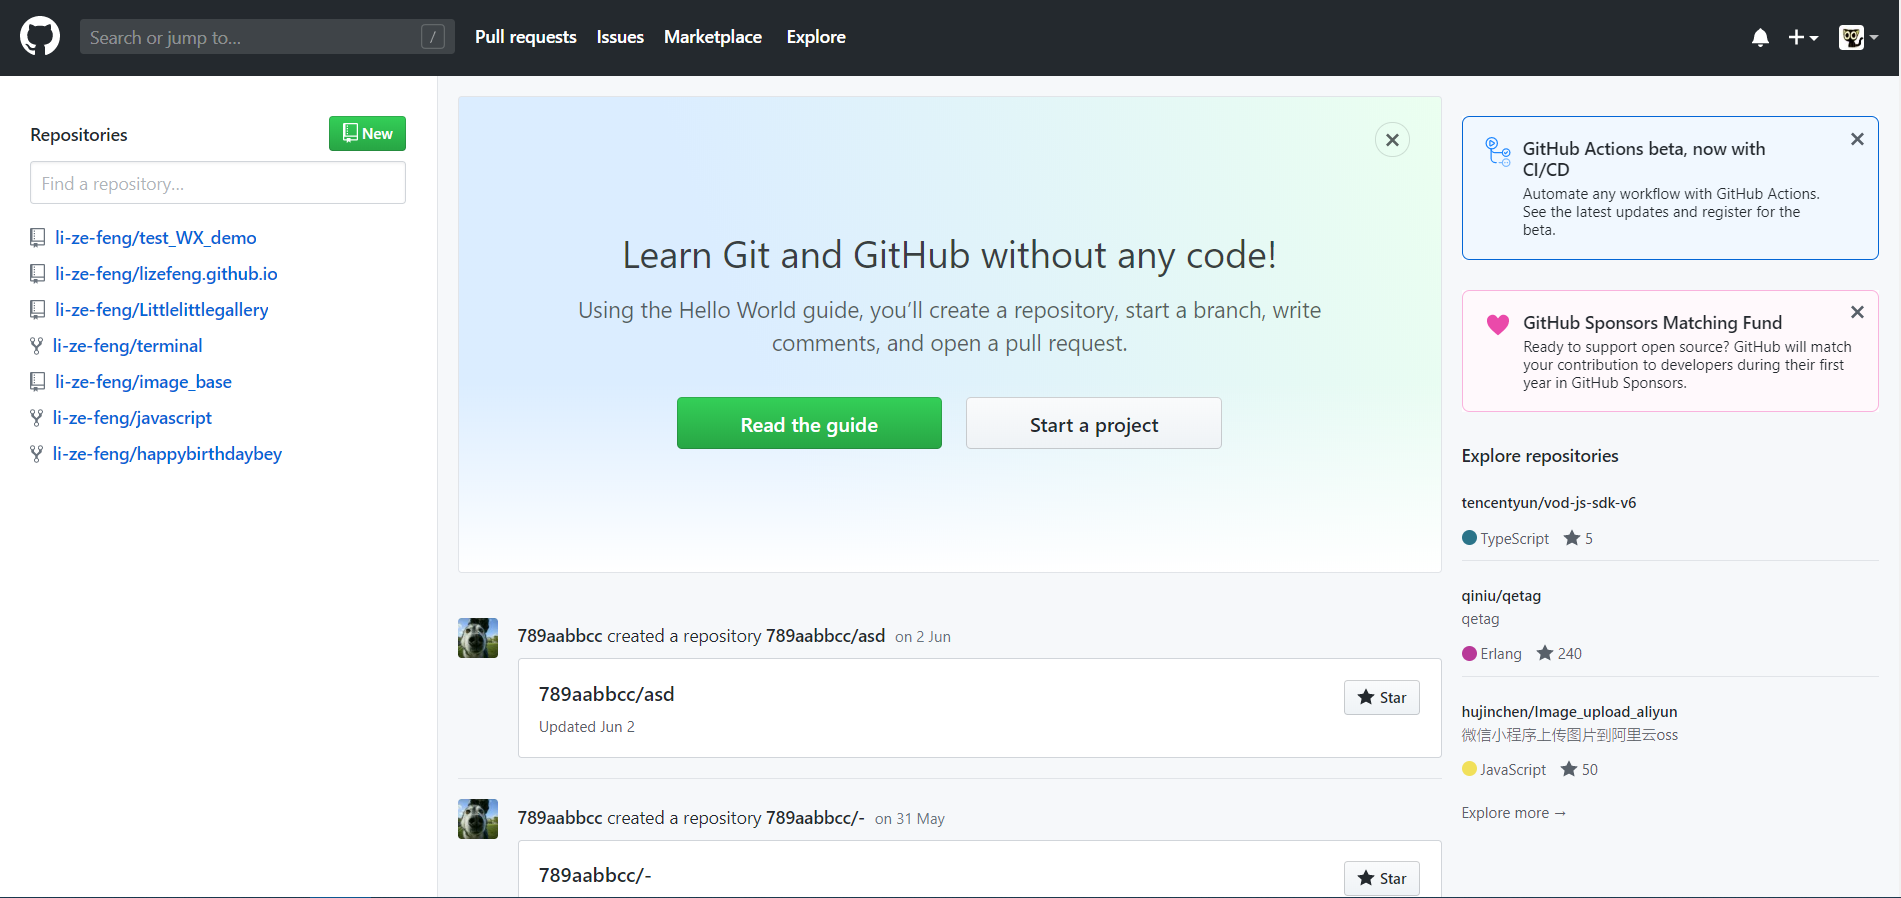 Search or jump to... /
Pull requests Issues Marketplace Explore
Repositories
New
Find a repository...
li-ze-feng/test_WX_demo
li-ze-feng/lizefeng.github.io
li-ze-feng/Littlelittlegallery
li-ze-feng/terminal
li-ze-feng/image_base
li-ze-feng/javascript
li-ze-feng/happybirthdaybey
Learn Git and GitHub without any code!
Using the Hello World guide, you’ll create a repository, start a branch, write
comments, and open a pull request.
Read the guide
Start a project
789aabbcc created a repository 789aabbcc/asd on 2 Jun
789aabbcc/asd
Star
Updated Jun 2
789aabbcc created a repository 789aabbcc/- on 31 May
789aabbcc/-
Star
GitHub Actions beta, now with
CI/CD
Automate any workflow with GitHub Actions.
See the latest updates and register for the
beta.
GitHub Sponsors Matching Fund
Ready to support open source? GitHub will match
your contribution to developers during their first
year in GitHub Sponsors.
Explore repositories
tencentyun/vod-js-sdk-v6
TypeScript 5
qiniu/qetag
qetag
Erlang 240
hujinchen/Image_upload_aliyun
微信小程序上传图片到阿里云oss
JavaScript 50
Explore more →